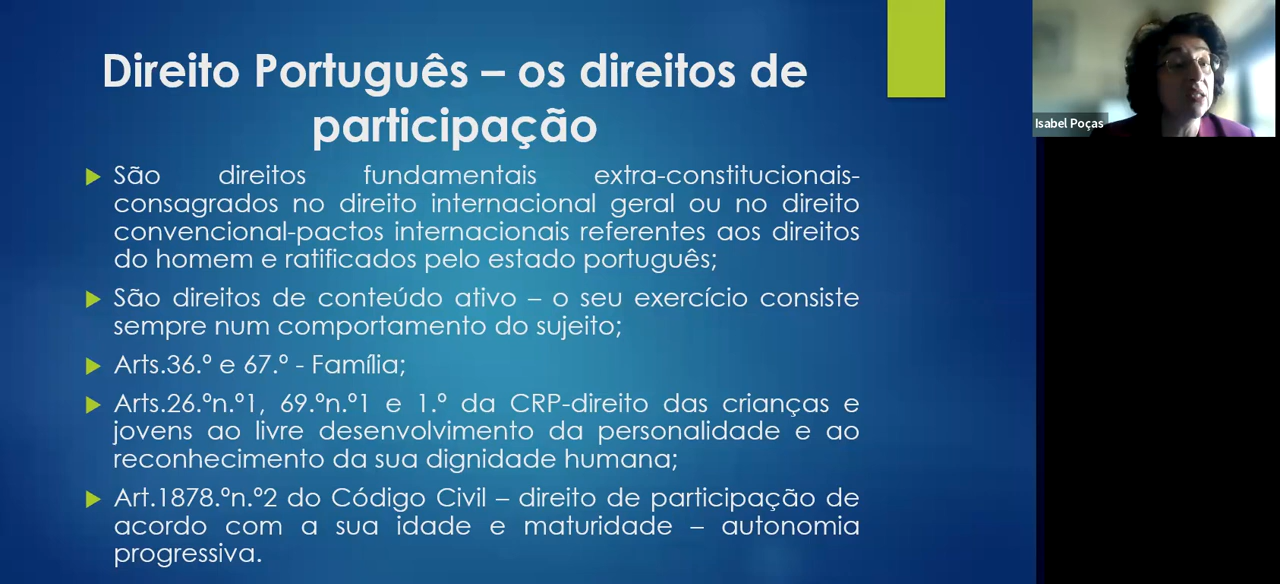 Direito Português – os direitos de
participação
São direitos fundamentais extra-constitucionais-
consagrados no direito internacional geral ou no direito
convencional-pactos internacionais referentes aos direitos
do homem e ratificados pelo estado português;
São direitos de conteúdo ativo – o seu exercício consiste
sempre num comportamento do sujeito;
Arts.36.º e 67.º - Família;
Arts.26.ºn.º1, 69.ºn.º1 e 1.º da CRP-direito das crianças e
jovens ao livre desenvolvimento da personalidade e ao
reconhecimento da sua dignidade humana;
Art.1878.ºn.º2 do Código Civil – direito de participação de
acordo com a sua idade e maturidade – autonomia
progressiva.
Isabel Poças